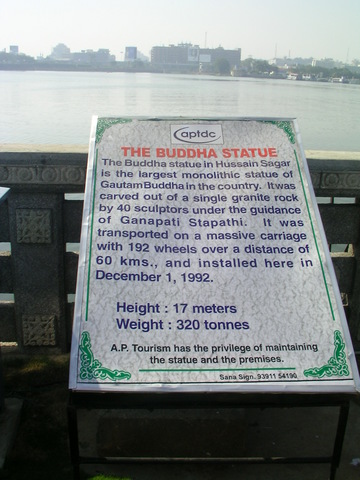 aptdc
THE BUDDHA STATUE
The Buddha statue in Hussain Sagar
is the largest monolithic statue of
Gautam Buddha in the country. It was
carved out of a single granite rock
by 40 sculptors under the guidance
of Ganapati Stapathi. It was
transported on a massive carriage
with 192 wheels over a distance of
60 kms., and installed here in
December 1, 1992.
Height : 17 meters
Weight : 320 tonnes
A.P. Tourism has the privilege of maintaining
the statue and the premises.
Sana Sign. 93911 54190